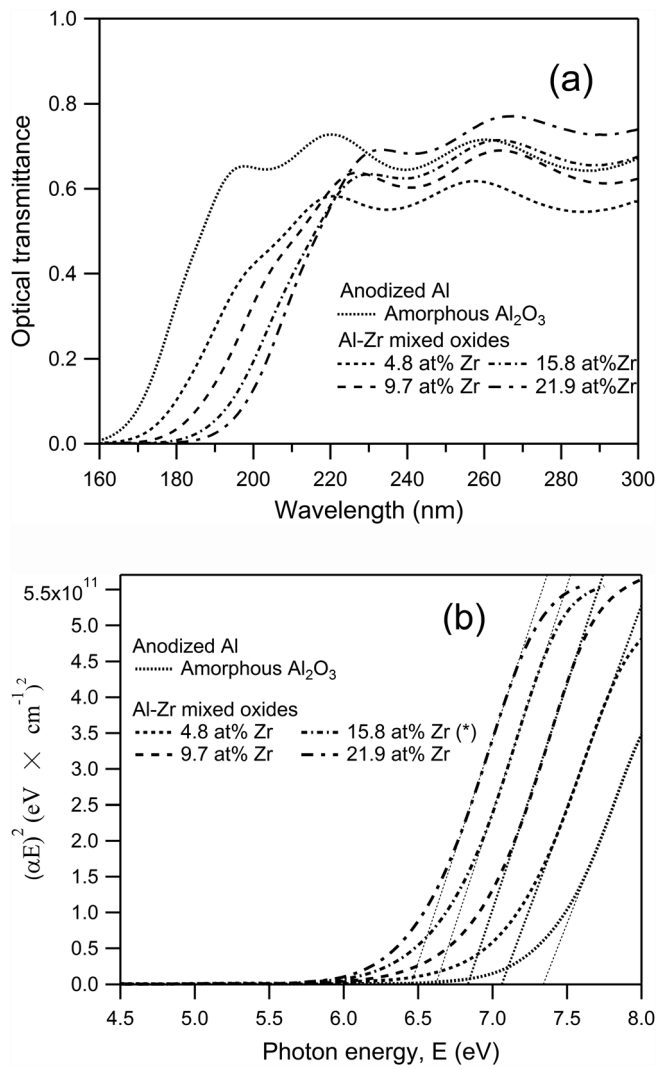 1.0
(a)
0.8
0.6
0.4
0.2
0.0
Optical transmittance
Anodized Al
Amorphous Al₂O₃
Al-Zr mixed oxides
4.8 at% Zr 15.8 at%Zr
9.7 at% Zr 21.9 at%Zr
160 180 200 220 240 260 280 300
Wavelength (nm)
5.5x10¹¹
(b)
5.0
4.5
4.0
3.5
3.0
2.5
2.0
1.5
1.0
0.5
0.0
(αE)² (eV × cm⁻¹)²
Anodized Al
Amorphous Al₂O₃
Al-Zr mixed oxides
4.8 at% Zr 15.8 at% Zr (*)
9.7 at% Zr 21.9 at% Zr
4.5 5.0 5.5 6.0 6.5 7.0 7.5 8.0
Photon energy, E (eV)